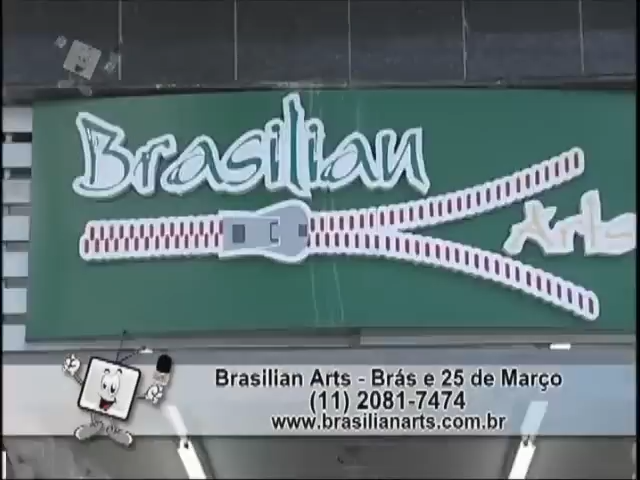 Brasilian
Arts
Brasilian Arts - Brás e 25 de Março
(11) 2081-7474
www.brasilianarts.com.br